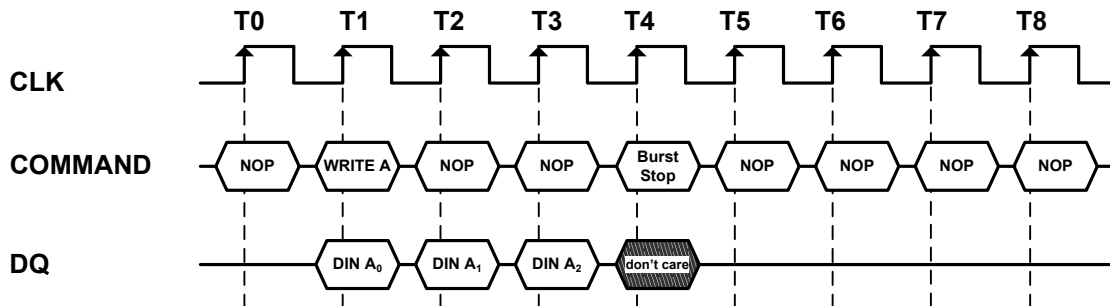 T0 T1 T2 T3 T4 T5 T6 T7 T8
CLK
COMMAND NOP WRITE A NOP NOP Burst Stop NOP NOP NOP NOP
DQ DIN A₀ DIN A₁ DIN A₂ don't care